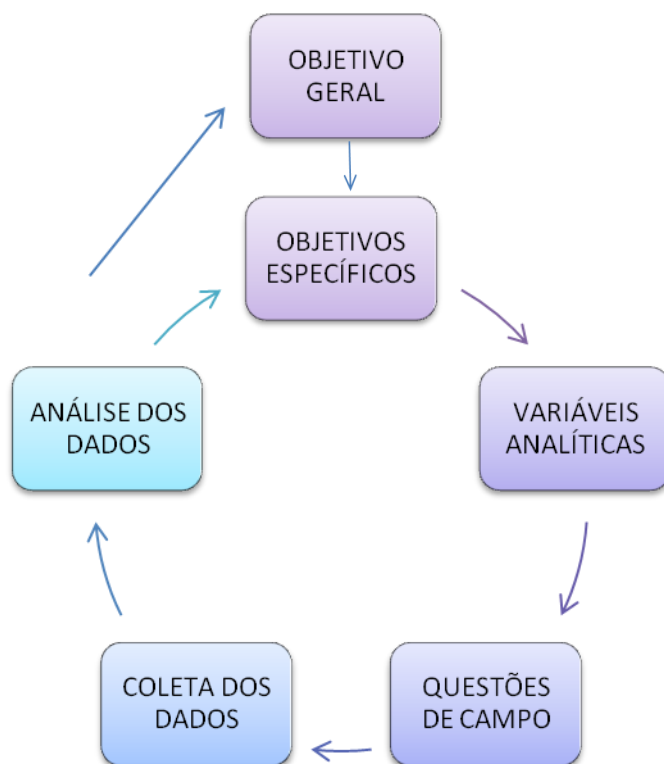 OBJETIVO
GERAL
OBJETIVOS
ESPECÍFICOS
VARIÁVEIS
ANALÍTICAS
QUESTÕES
DE CAMPO
COLETA DOS
DADOS
ANÁLISE DOS
DADOS